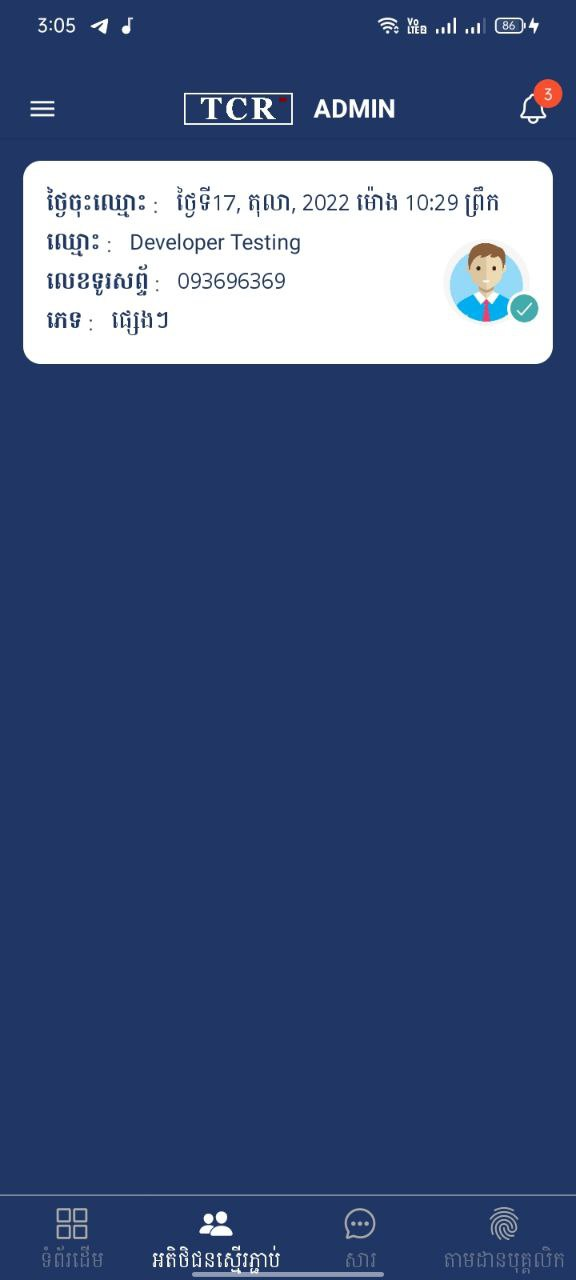 3:05
Vo
LTE 2
86
TCR ADMIN
3
ថ្ងៃចុះឈ្មោះ : ថ្ងៃទី17, តុលា, 2022 ម៉ោង 10:29 ព្រឹក
ឈ្មោះ : Developer Testing
លេខទូរសព្ទ័ : 093696369
ភេទ : ផ្សេងៗ
ទំព័រដើម
អតិថិជនស្នើរភ្ជាប់
សារ
តាមដានបុគ្គលិក